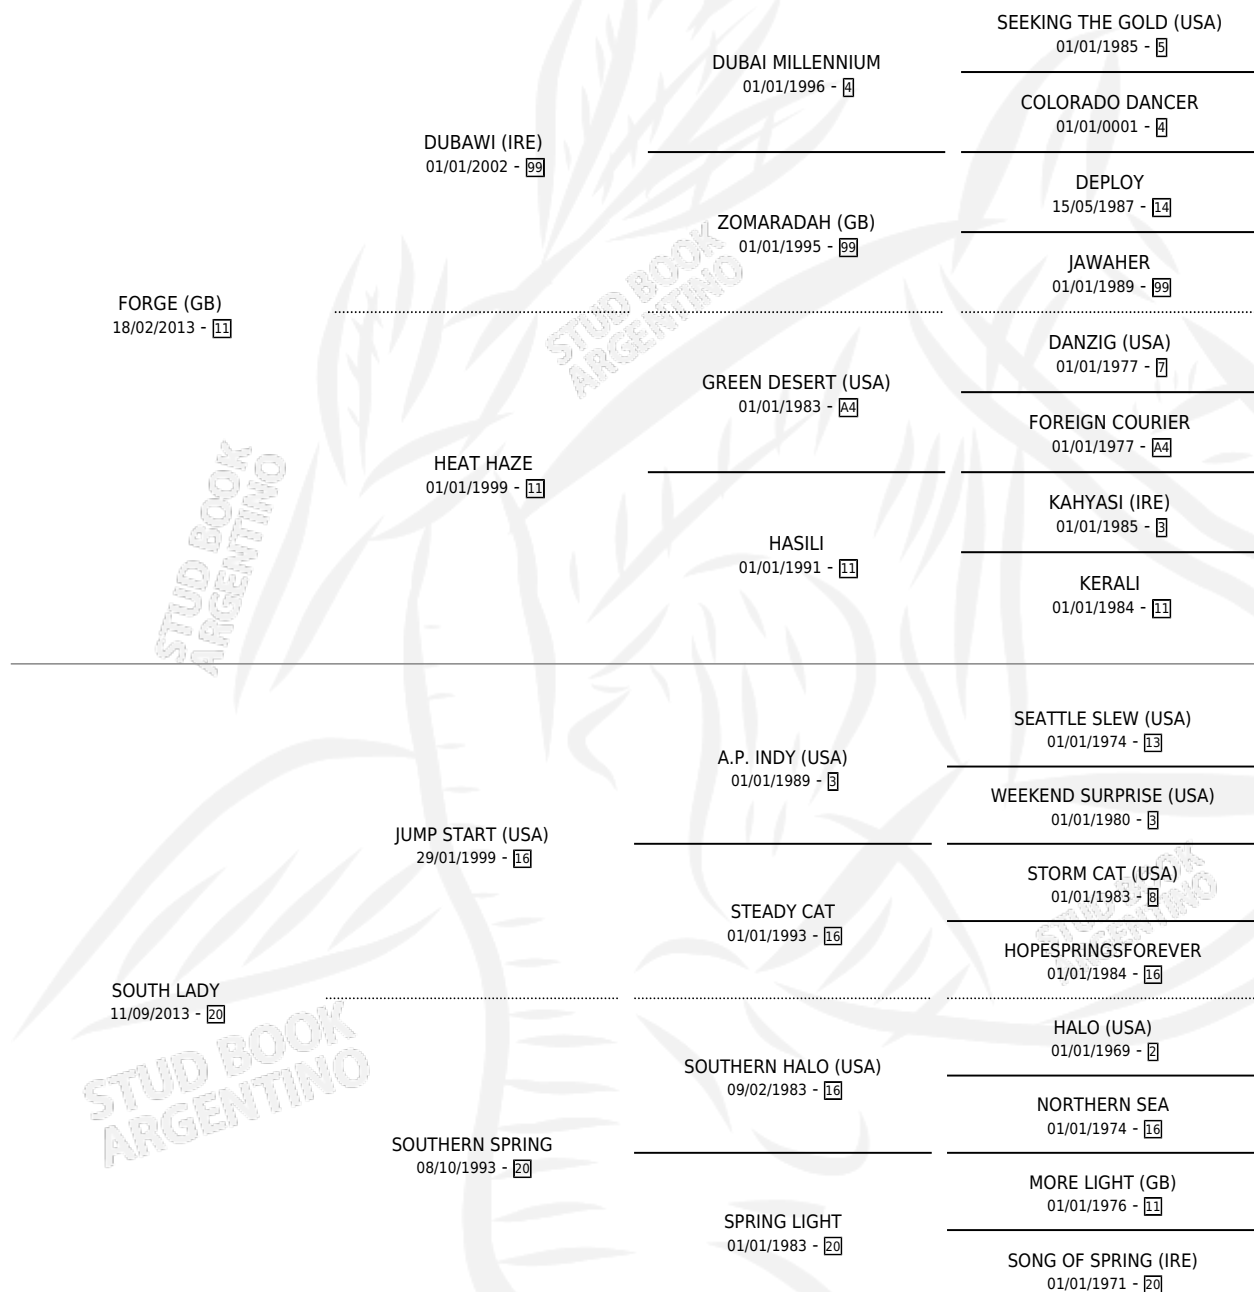 SEEKING THE GOLD (USA)
01/01/1985 - 5
DUBAI MILLENNIUM
01/01/1996 - 4
COLORADO DANCER
01/01/0001 - 4
DUBAWI (IRE)
01/01/2002 - 99
DEPLOY
15/05/1987 - 14
ZOMARADAH (GB)
01/01/1995 - 99
JAWAHER
01/01/1989 - 99
FORGE (GB)
18/02/2013 - 11
DANZIG (USA)
01/01/1977 - 7
GREEN DESERT (USA)
01/01/1983 - A4
FOREIGN COURIER
01/01/1977 - A4
HEAT HAZE
01/01/1999 - 11
KAHYASI (IRE)
01/01/1985 - 3
HASILI
01/01/1991 - 11
KERALI
01/01/1984 - 11
SEATTLE SLEW (USA)
01/01/1974 - 13
A.P. INDY (USA)
01/01/1989 - 3
WEEKEND SURPRISE (USA)
01/01/1980 - 3
JUMP START (USA)
29/01/1999 - 16
STORM CAT (USA)
01/01/1983 - 8
STEADY CAT
01/01/1993 - 16
HOPESPRINGSFOREVER
01/01/1984 - 16
SOUTH LADY
11/09/2013 - 20
HALO (USA)
01/01/1969 - 2
SOUTHERN HALO (USA)
09/02/1983 - 16
NORTHERN SEA
01/01/1974 - 16
SOUTHERN SPRING
08/10/1993 - 20
MORE LIGHT (GB)
01/01/1976 - 11
SPRING LIGHT
01/01/1983 - 20
SONG OF SPRING (IRE)
01/01/1971 - 20
STUD BOOK
ARGENTINO
STUD BOOK
ARGENTINO
STUD BOOK
ARGENTINO
STUD BOOK
ARGENTINO